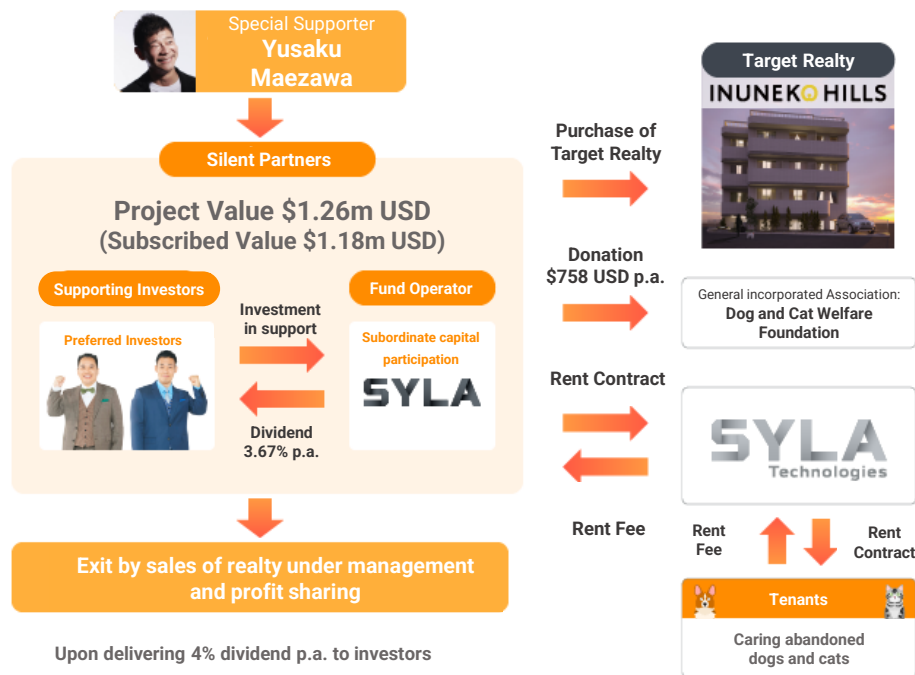 Special Supporter
Yusaku
Maezawa
Silent Partners
Project Value $1.26m USD
(Subscribed Value $1.18m USD)
Supporting Investors
Preferred Investors
Investment
in support
Dividend
3.67% p.a.
Fund Operator
Subordinate capital
participation
SYLA
Exit by sales of realty under management
and profit sharing
Upon delivering 4% dividend p.a. to investors
Purchase of
Target Realty
Target Realty
INUNEKO HILLS
Donation
$758 USD p.a.
General incorporated Association:
Dog and Cat Welfare
Foundation
Rent Contract
Rent Fee
SYLA
Technologies
Rent
Fee
Rent
Contract
Tenants
Caring abandoned
dogs and cats